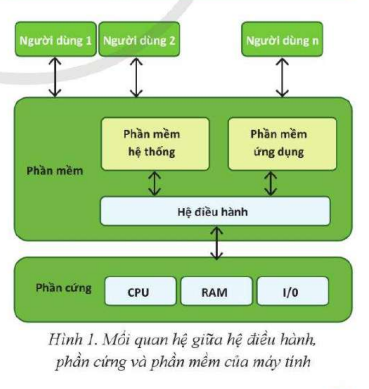 Người dùng 1
Người dùng 2
Người dùng n
Phần mềm
hệ thống
Phần mềm
ứng dụng
Phần mềm
Hệ điều hành
Phần cứng
CPU
RAM
I/0
Hình 1. Mối quan hệ giữa hệ điều hành,
phần cứng và phần mềm của máy tính